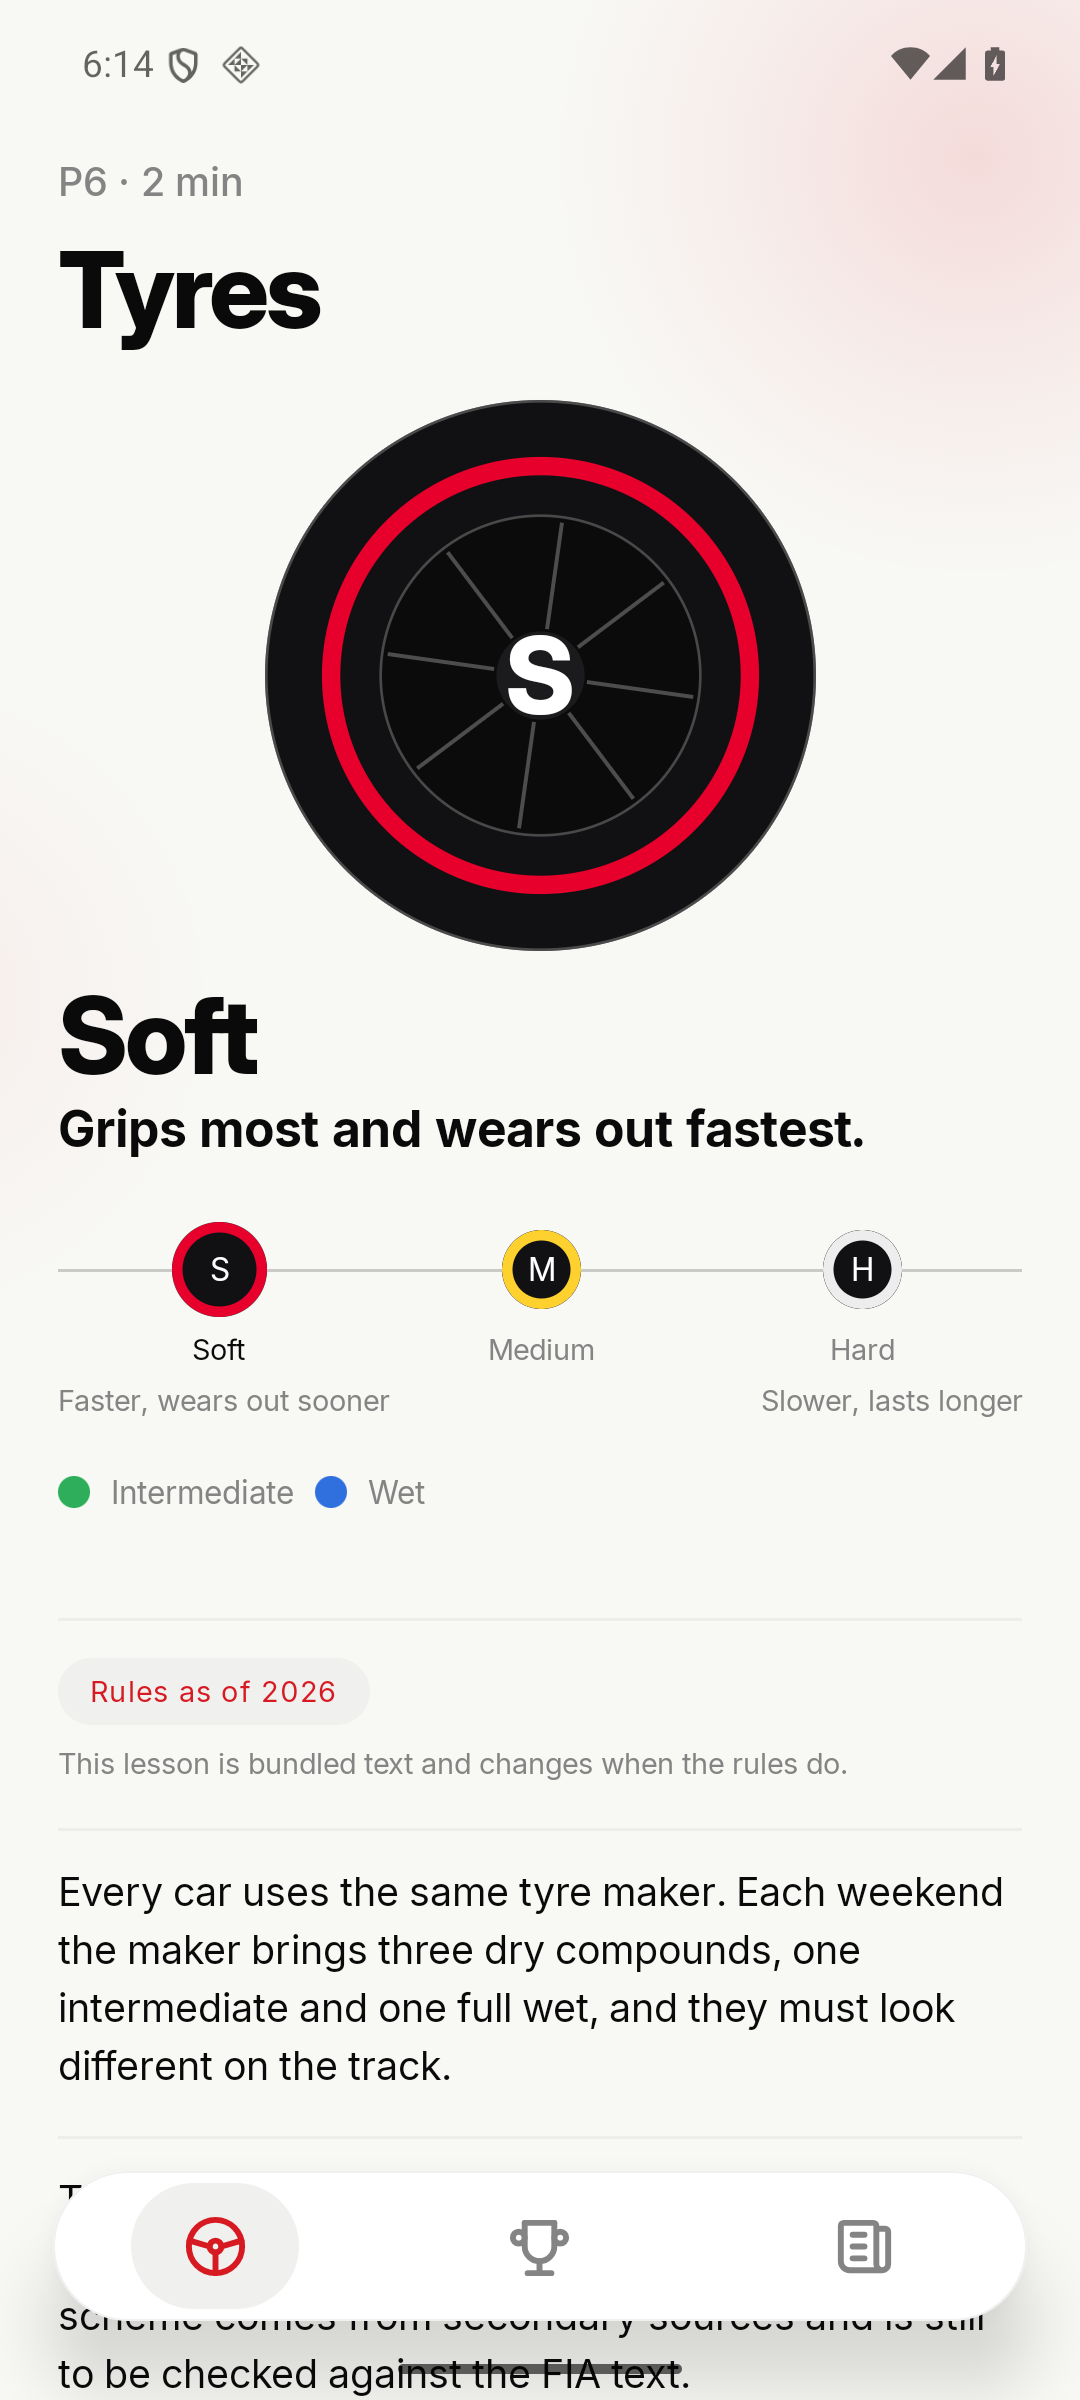 6:14
P6 · 2 min
Tyres
S
Soft
Grips most and wears out fastest.
S M H
Soft Medium Hard
Faster, wears out sooner Slower, lasts longer
Intermediate Wet
Rules as of 2026
This lesson is bundled text and changes when the rules do.
Every car uses the same tyre maker. Each weekend
the maker brings three dry compounds, one
intermediate and one full wet, and they must look
different on the track.
scheme comes from secondary sources and is still
to be checked against the FIA text.